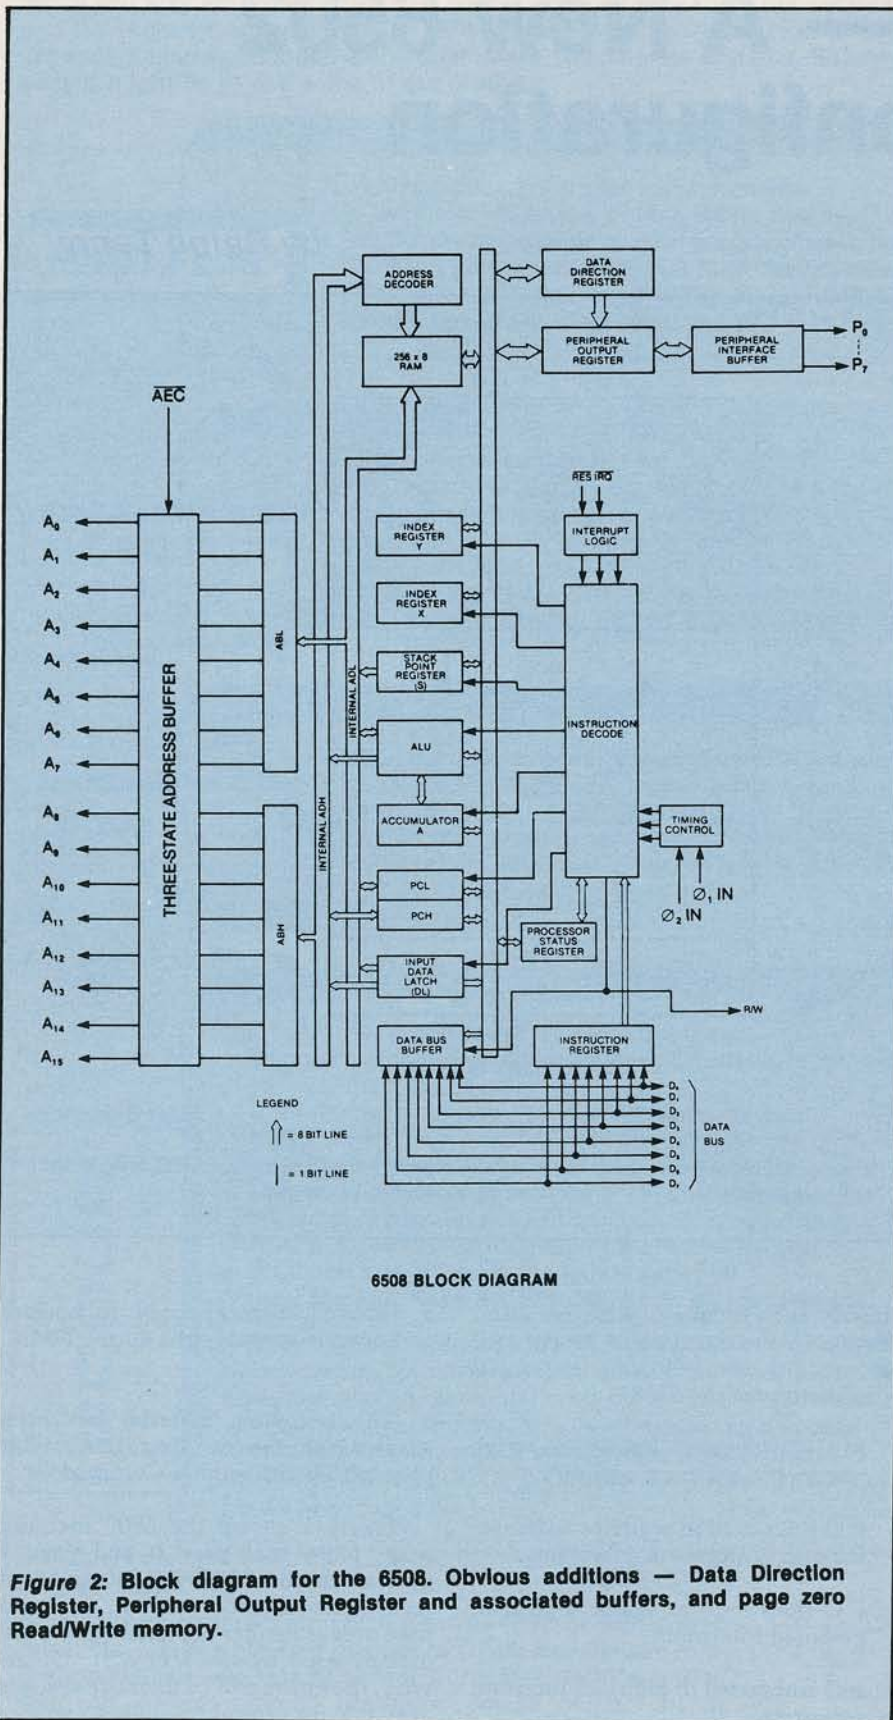 ADDRESS
DECODER
256 x 8
RAM
DATA
DIRECTION
REGISTER
PERIPHERAL
OUTPUT
REGISTER
PERIPHERAL
INTERFACE
BUFFER
P₀
P₇
AEC
RES IRQ
INTERRUPT
LOGIC
A₀
A₁
A₂
A₃
A₄
A₅
A₆
A₇
A₈
A₉
A₁₀
A₁₁
A₁₂
A₁₃
A₁₄
A₁₅
THREE-STATE ADDRESS BUFFER
ABL
ABH
INTERNAL ADH
INTERNAL ADL
INDEX
REGISTER
Y
INDEX
REGISTER
X
STACK
POINT
REGISTER
(S)
ALU
ACCUMULATOR
A
PCL
PCH
INPUT
DATA
LATCH
(DL)
DATA BUS
BUFFER
INSTRUCTION
DECODE
TIMING
CONTROL
Ø₁ IN
Ø₂ IN
PROCESSOR
STATUS
REGISTER
R/W
INSTRUCTION
REGISTER
DATA
BUS
LEGEND
= 8 BIT LINE
= 1 BIT LINE
6508 BLOCK DIAGRAM
Figure 2: Block diagram for the 6508. Obvious additions — Data Direction
Register, Peripheral Output Register and associated buffers, and page zero
Read/Write memory.